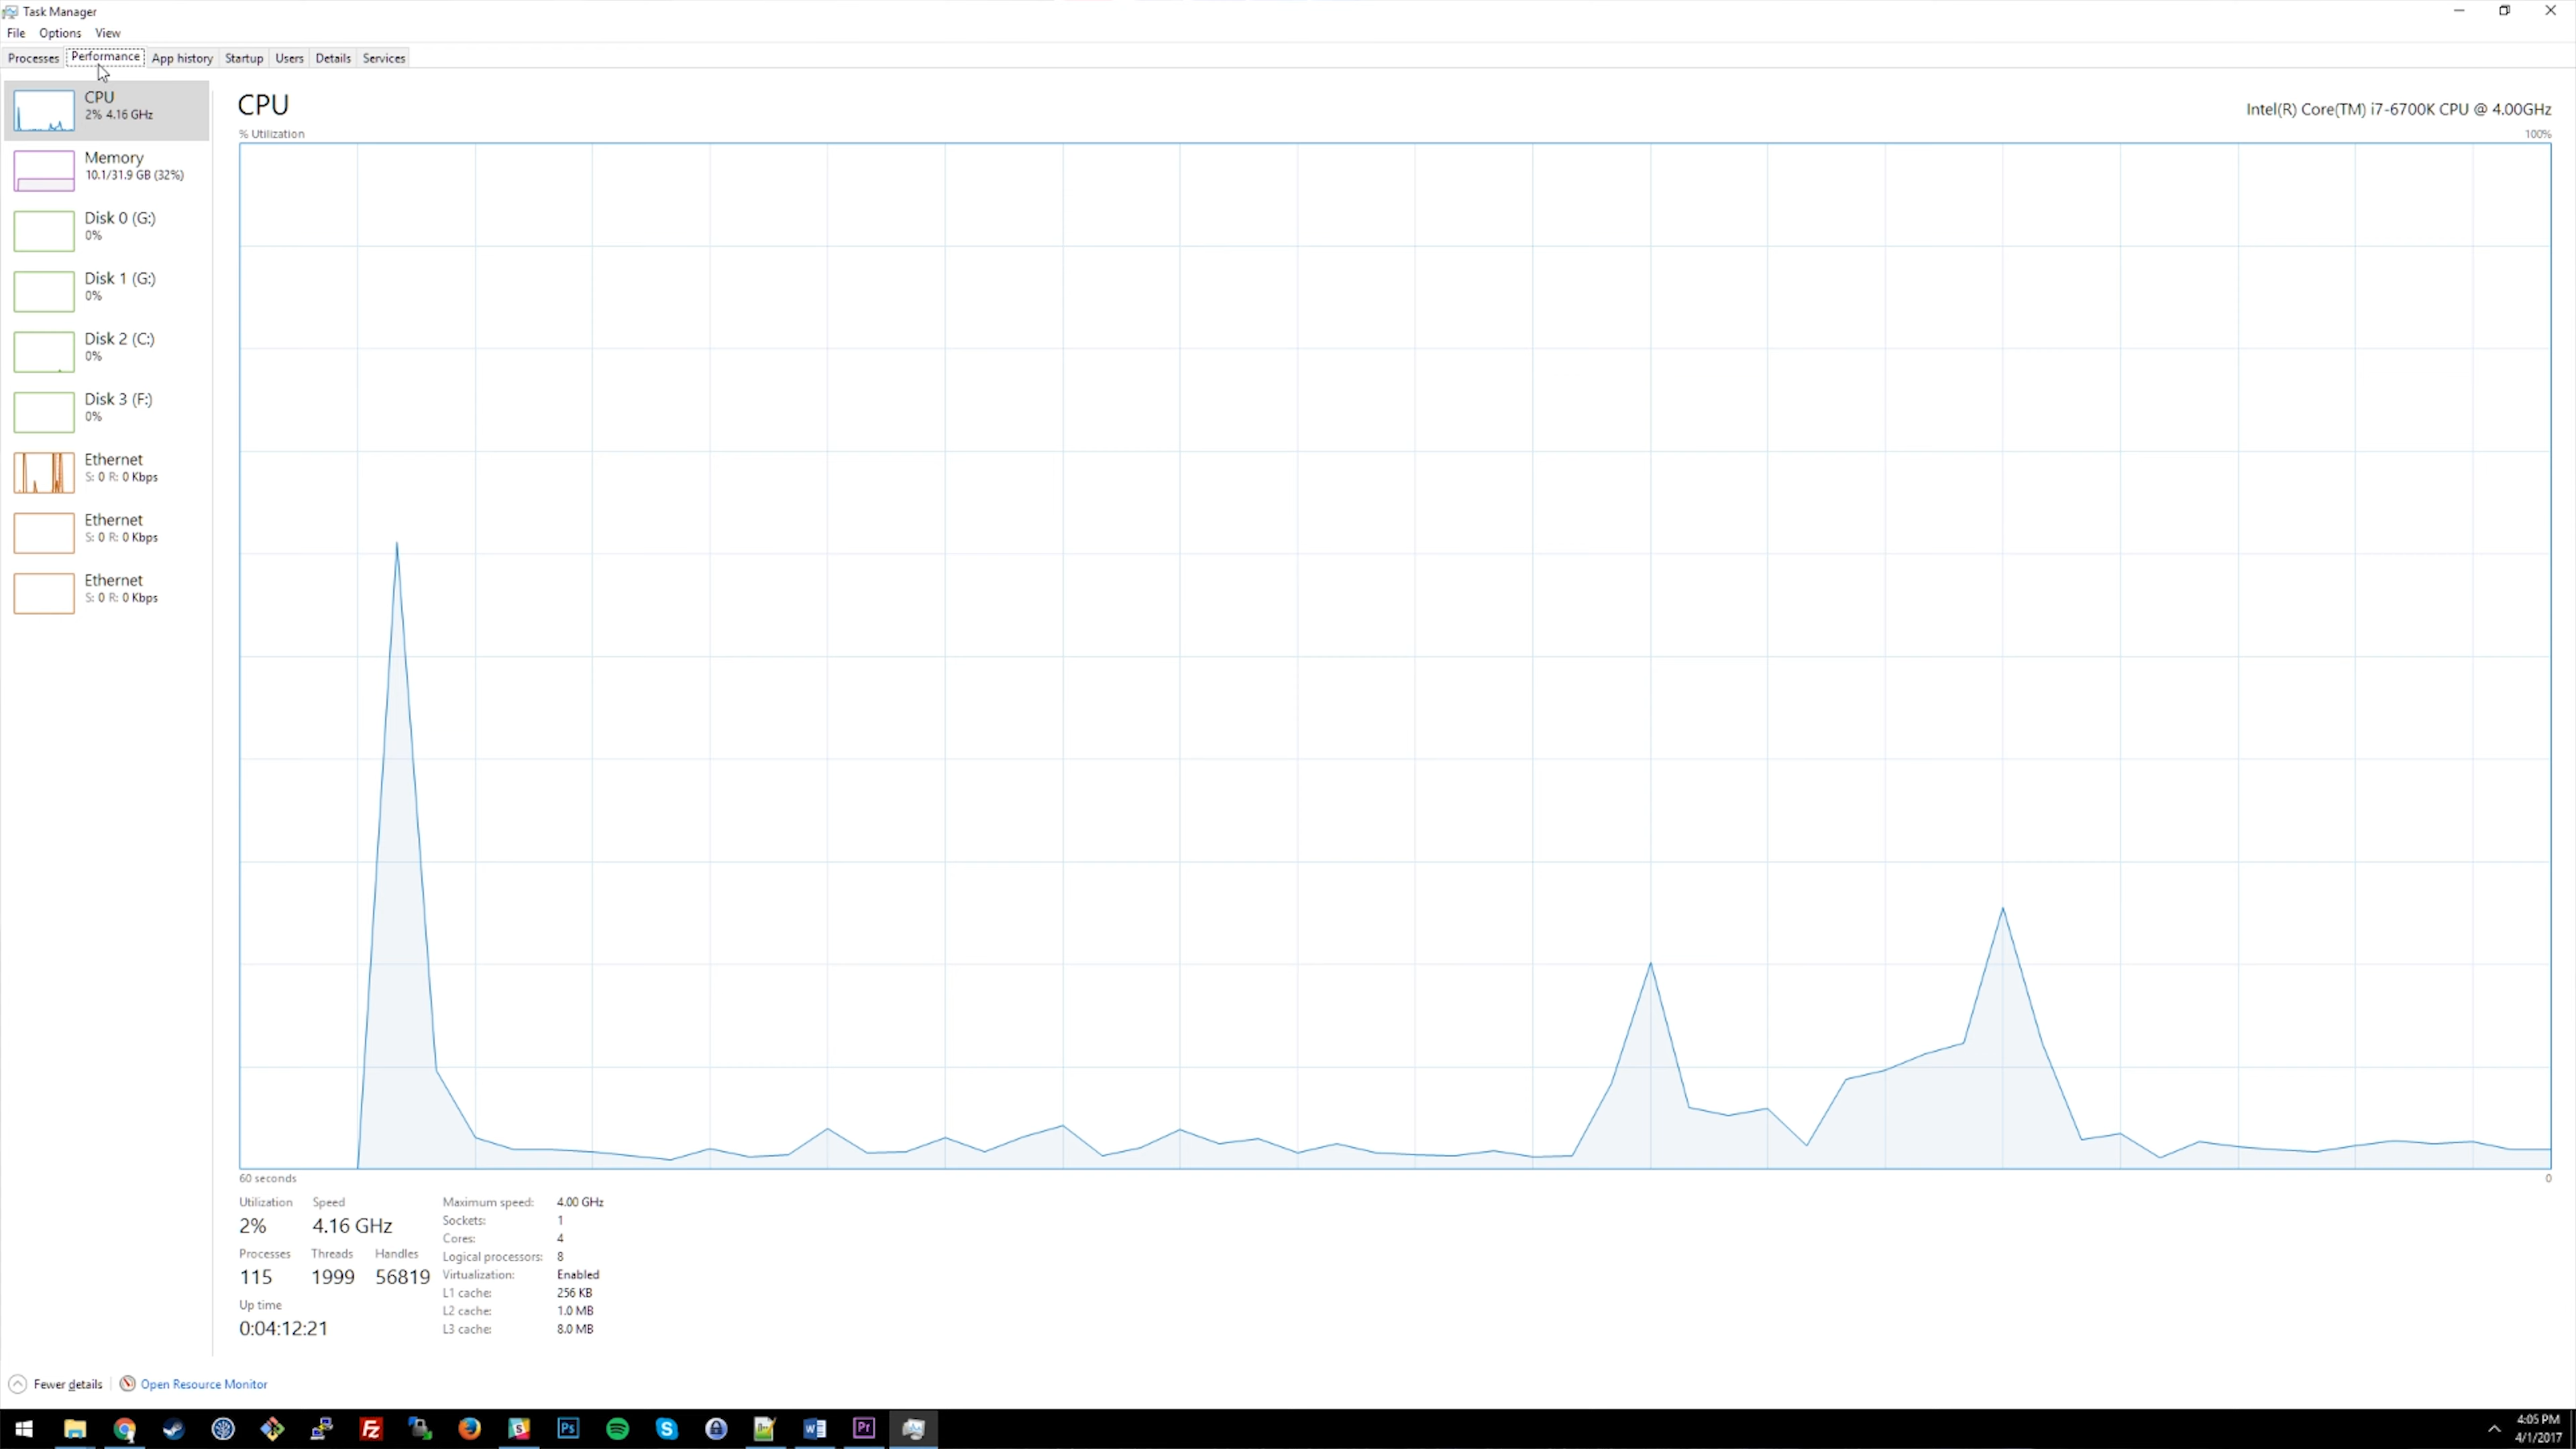 Task Manager
File Options View
Processes Performance App history Startup Users Details Services
CPU
2% 4.16 GHz
Memory
10.1/31.9 GB (32%)
Disk 0 (G:)
0%
Disk 1 (G:)
0%
Disk 2 (C:)
0%
Disk 3 (F:)
0%
Ethernet
S: 0 R: 0 Kbps
Ethernet
S: 0 R: 0 Kbps
Ethernet
S: 0 R: 0 Kbps
CPU
Intel(R) Core(TM) i7-6700K CPU @ 4.00GHz
% Utilization 100%
60 seconds 0
Utilization Speed
2% 4.16 GHz
Processes Threads Handles
115 1999 56819
Up time
0:04:12:21
Maximum speed: 4.00 GHz
Sockets: 1
Cores: 4
Logical processors: 8
Virtualization: Enabled
L1 cache: 256 KB
L2 cache: 1.0 MB
L3 cache: 8.0 MB
Fewer details Open Resource Monitor
Fz Ps S W Pr
4:05 PM
4/1/2017